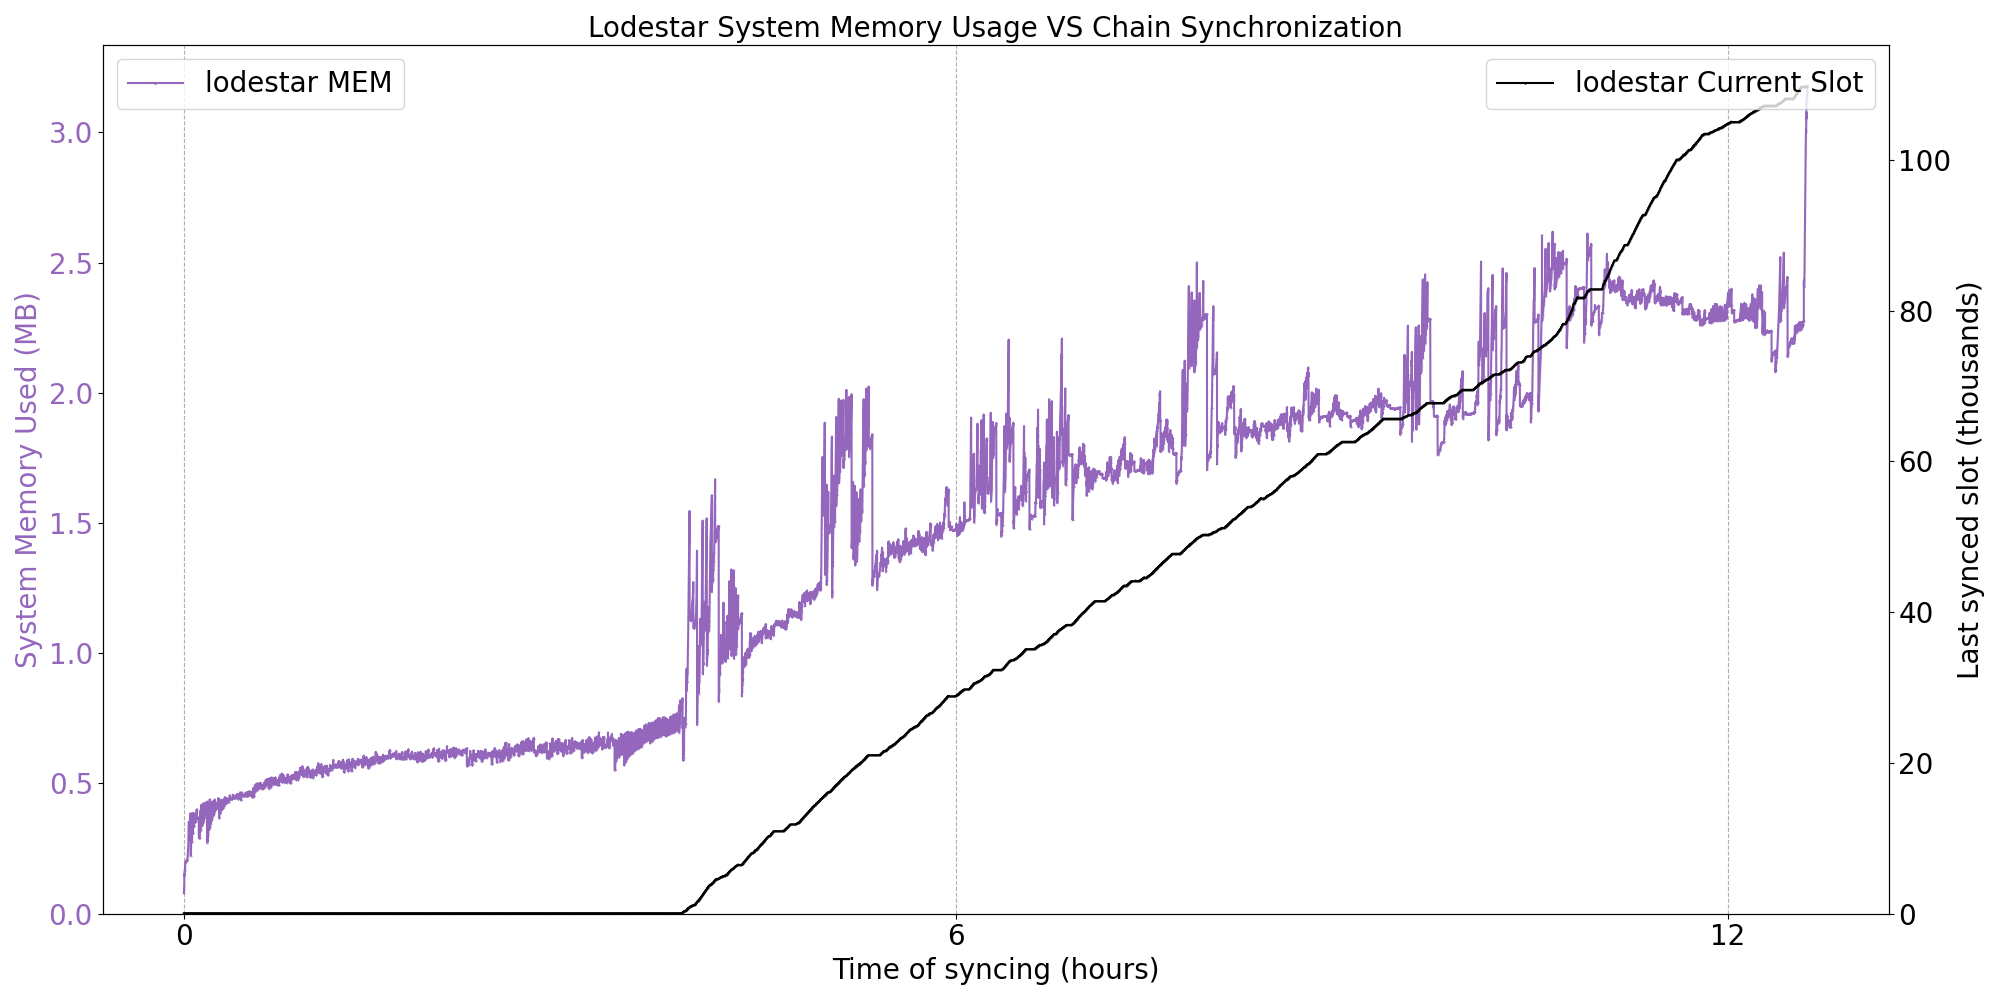 Lodestar System Memory Usage VS Chain Synchronization
lodestar MEM
lodestar Current Slot
System Memory Used (MB)
3.0
2.5
2.0
1.5
1.0
0.5
0.0
Last synced slot (thousands)
100
80
60
40
20
0
0
6
12
Time of syncing (hours)